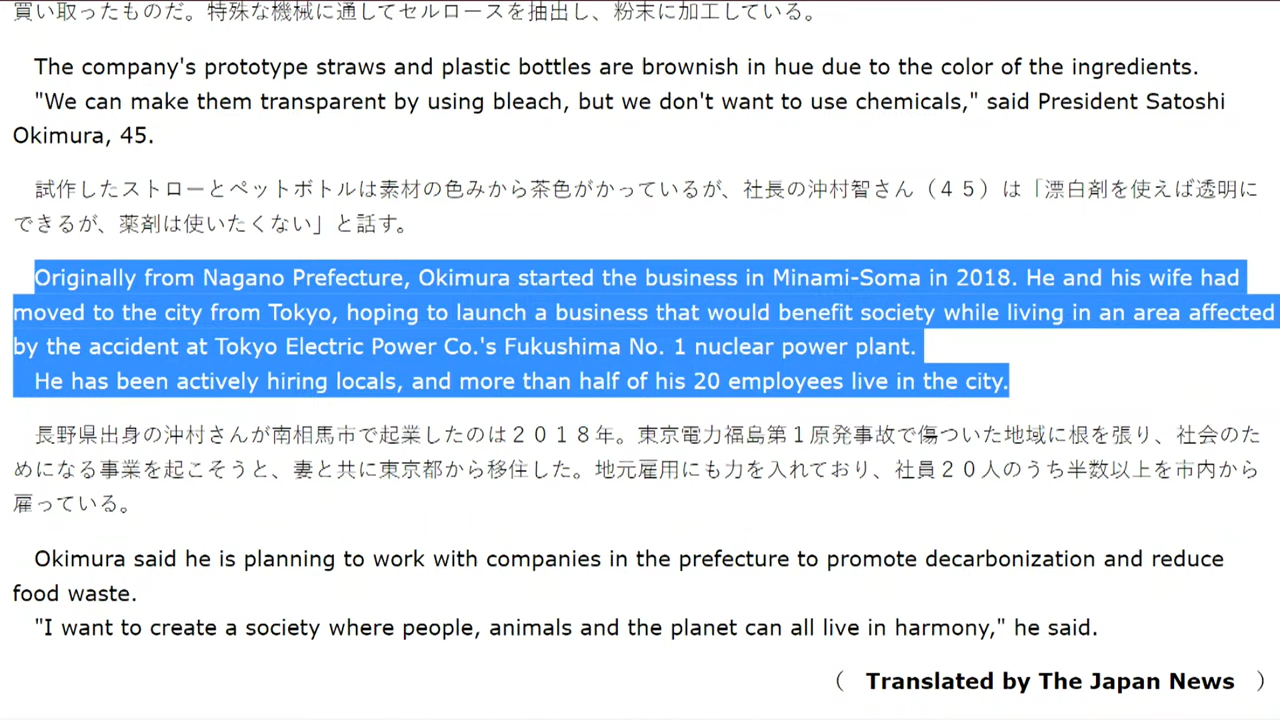 買い取ったものだ。特殊な機械に通してセルロースを抽出し、粉末に加工している。
The company's prototype straws and plastic bottles are brownish in hue due to the color of the ingredients.
"We can make them transparent by using bleach, but we don't want to use chemicals," said President Satoshi
Okimura, 45.
試作したストローとペットボトルは素材の色みから茶色がかっているが、社長の沖村智さん（４５）は「漂白剤を使えば透明に
できるが、薬剤は使いたくない」と話す。
Originally from Nagano Prefecture, Okimura started the business in Minami-Soma in 2018. He and his wife had
moved to the city from Tokyo, hoping to launch a business that would benefit society while living in an area affected
by the accident at Tokyo Electric Power Co.'s Fukushima No. 1 nuclear power plant.
He has been actively hiring locals, and more than half of his 20 employees live in the city.
長野県出身の沖村さんが南相馬市で起業したのは２０１８年。東京電力福島第１原発事故で傷ついた地域に根を張り、社会のた
めになる事業を起こそうと、妻と共に東京都から移住した。地元雇用にも力を入れており、社員２０人のうち半数以上を市内から
雇っている。
Okimura said he is planning to work with companies in the prefecture to promote decarbonization and reduce
food waste.
"I want to create a society where people, animals and the planet can all live in harmony," he said.
（ Translated by The Japan News ）